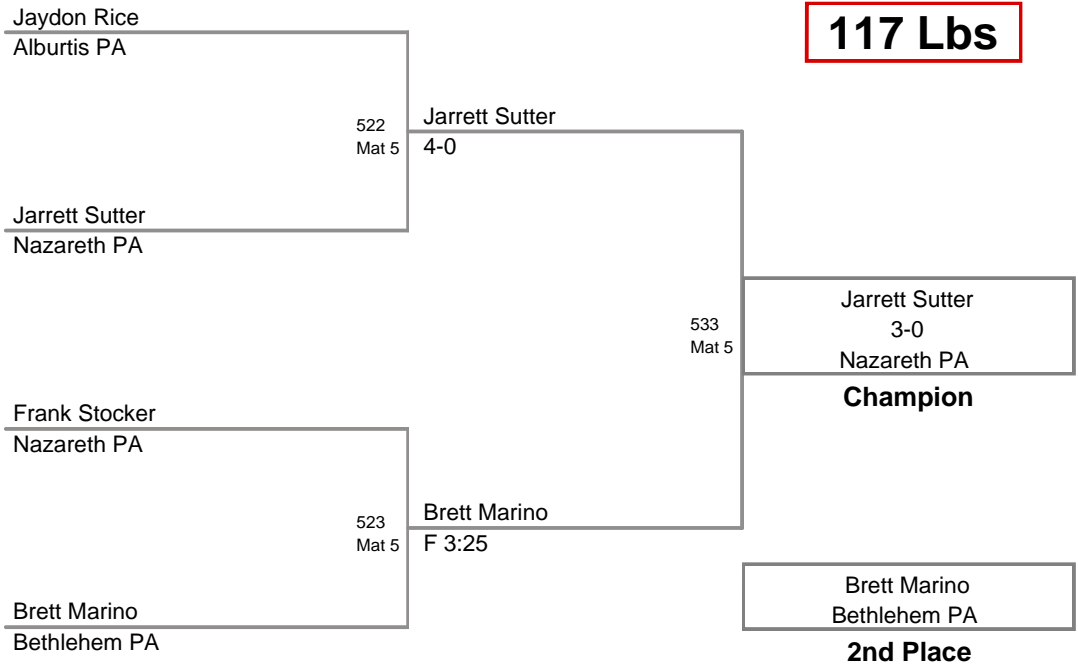 117 Lbs
Jaydon Rice
Alburtis PA
522
Mat 5
Jarrett Sutter
4-0
Jarrett Sutter
Nazareth PA
533
Mat 5
Jarrett Sutter
3-0
Nazareth PA
Champion
Frank Stocker
Nazareth PA
523
Mat 5
Brett Marino
F 3:25
Brett Marino
Bethlehem PA
Brett Marino
Bethlehem PA
2nd Place